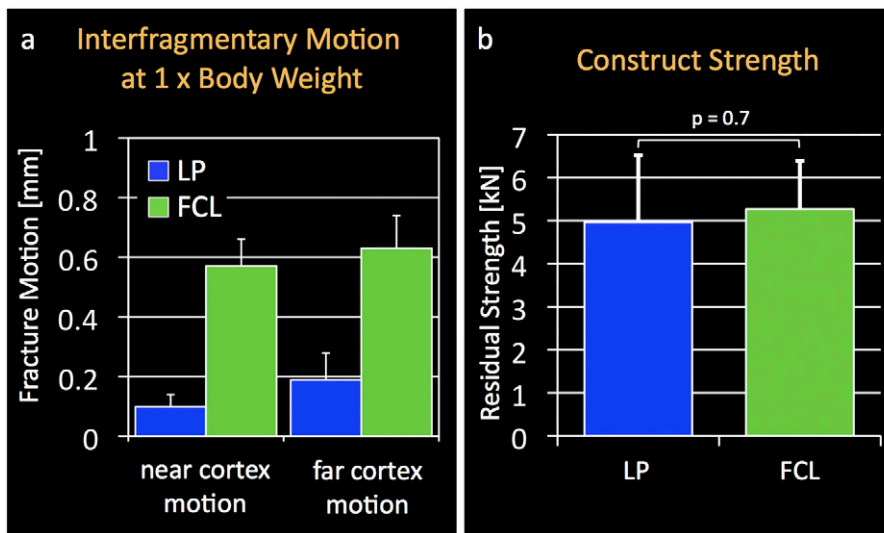 a
Interfragmentary Motion
at 1 x Body Weight
Fracture Motion [mm]
1
0.8
0.6
0.4
0.2
0
LP
FCL
near cortex
motion
far cortex
motion
b
Construct Strength
p = 0.7
Residual Strength [kN]
7
6
5
4
3
2
1
0
LP
FCL